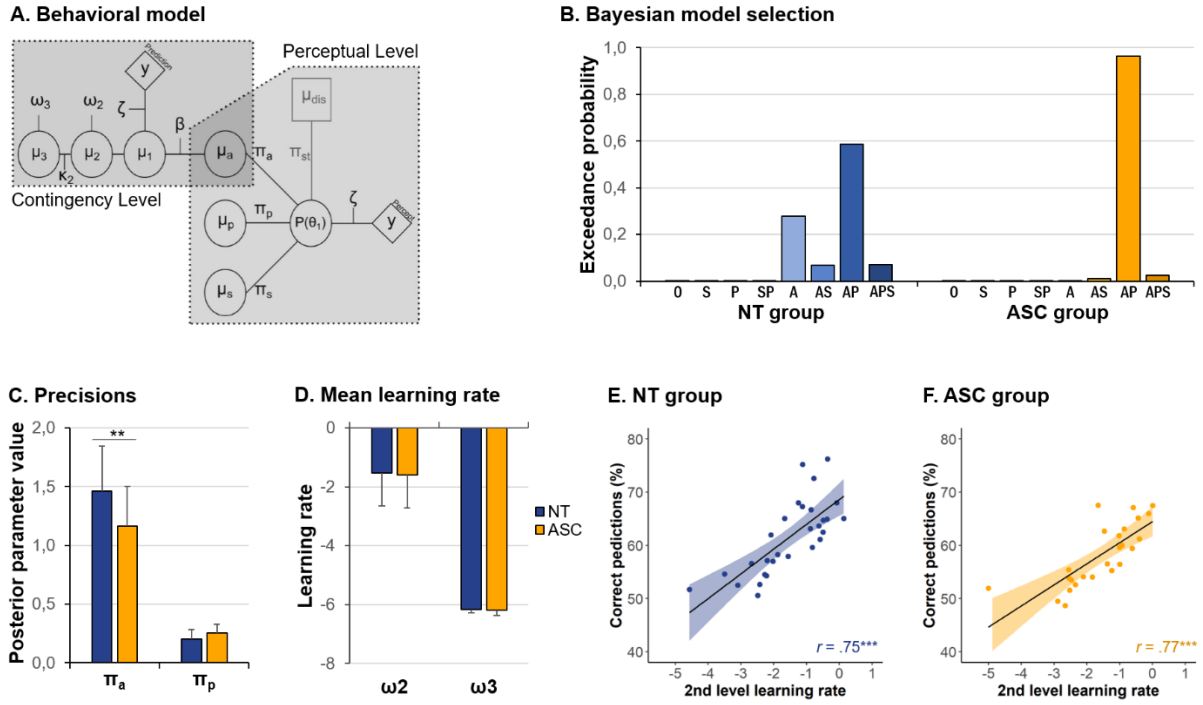 A. Behavioral model
Perceptual Level
Prediction
y
ω₃
ω₂
ζ
β
μ₃
κ₂
μ₂
μ₁
μₐ
Contingency Level
μ_dis
π_st
πₐ
πₚ
μₚ
P(θ₁)
ζ
Percept
y
μₛ
πₛ
B. Bayesian model selection
Exceedance probability
1,0
0,8
0,6
0,4
0,2
0,0
O S P SP A AS AP APS
O S P SP A AS AP APS
NT group
ASC group
C. Precisions
Posterior parameter value
2,0
1,5
1,0
0,5
0,0
**
πₐ
πₚ
D. Mean learning rate
Learning rate
0
-2
-4
-6
-8
ω2
ω3
NT
ASC
E. NT group
Correct pedictions (%)
80
70
60
50
40
r = .75***
-5 -4 -3 -2 -1 0 1
2nd level learning rate
F. ASC group
Correct pedictions (%)
80
70
60
50
40
r = .77***
-5 -4 -3 -2 -1 0 1
2nd level learning rate